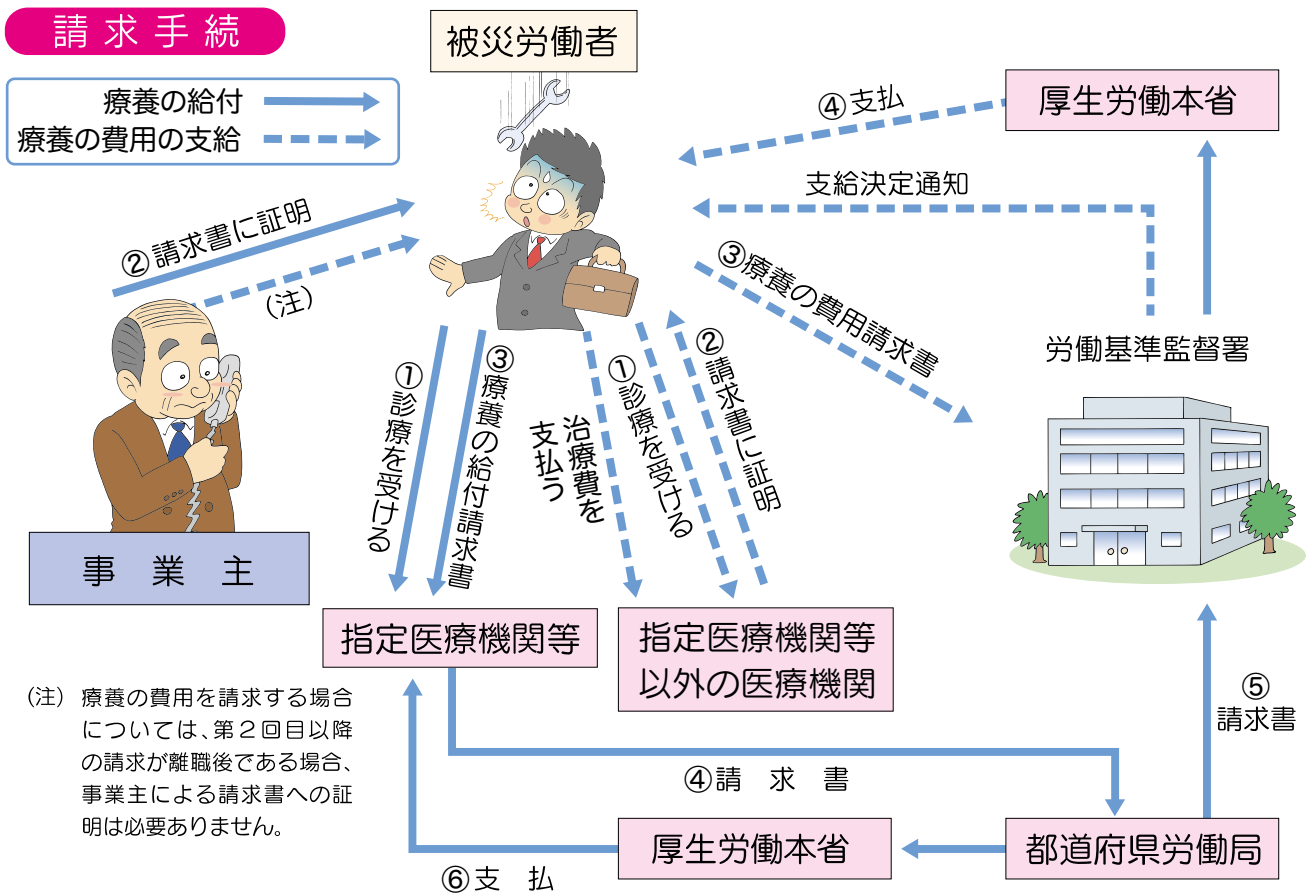 請求手続
療養の給付
療養の費用の支給
被災労働者
厚生労働本省
④支払
支給決定通知
②請求書に証明
(注)
③療養の費用請求書
労働基準監督署
①診療を受ける
③療養の給付請求書
治療費を
支払う
①診療を受ける
②請求書に証明
事業主
指定医療機関等
指定医療機関等
以外の医療機関
(注) 療養の費用を請求する場合
については、第2回目以降
の請求が離職後である場合、
事業主による請求書への証
明は必要ありません。
⑤
請求書
④請求書
厚生労働本省
都道府県労働局
⑥支払